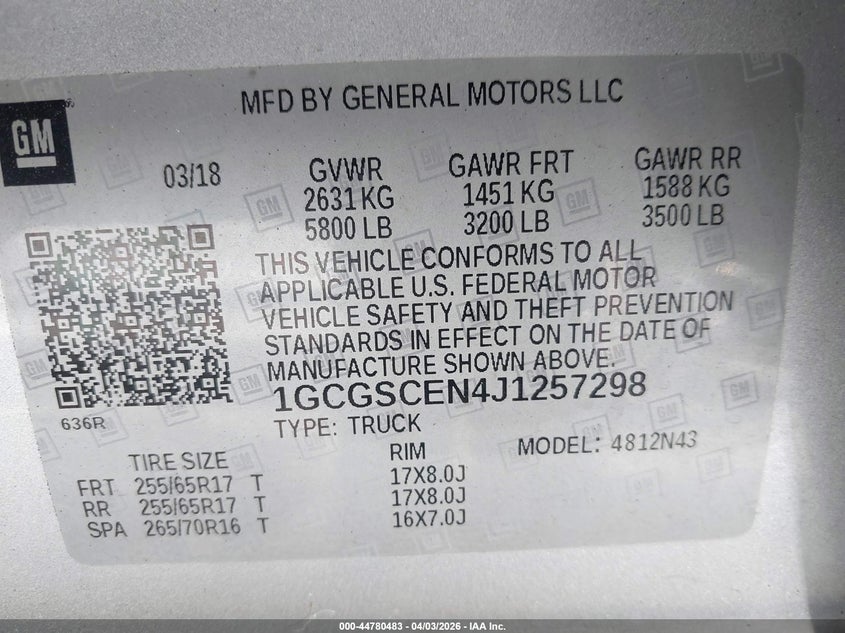 MFD BY GENERAL MOTORS LLC
GM
03/18
GVWR GAWR FRT GAWR RR
2631 KG 1451 KG 1588 KG
5800 LB 3200 LB 3500 LB
THIS VEHICLE CONFORMS TO ALL
APPLICABLE U.S. FEDERAL MOTOR
VEHICLE SAFETY AND THEFT PREVENTION
STANDARDS IN EFFECT ON THE DATE OF
MANUFACTURE SHOWN ABOVE.
1GCGSCEN4J1257298
636R
TYPE: TRUCK
MODEL: 4812N43
TIRE SIZE RIM
FRT 255/65R17 T 17X8.0J
RR 255/65R17 T 17X8.0J
SPA 265/70R16 T 16X7.0J
000-44780483 - 04/03/2026 - IAA Inc.